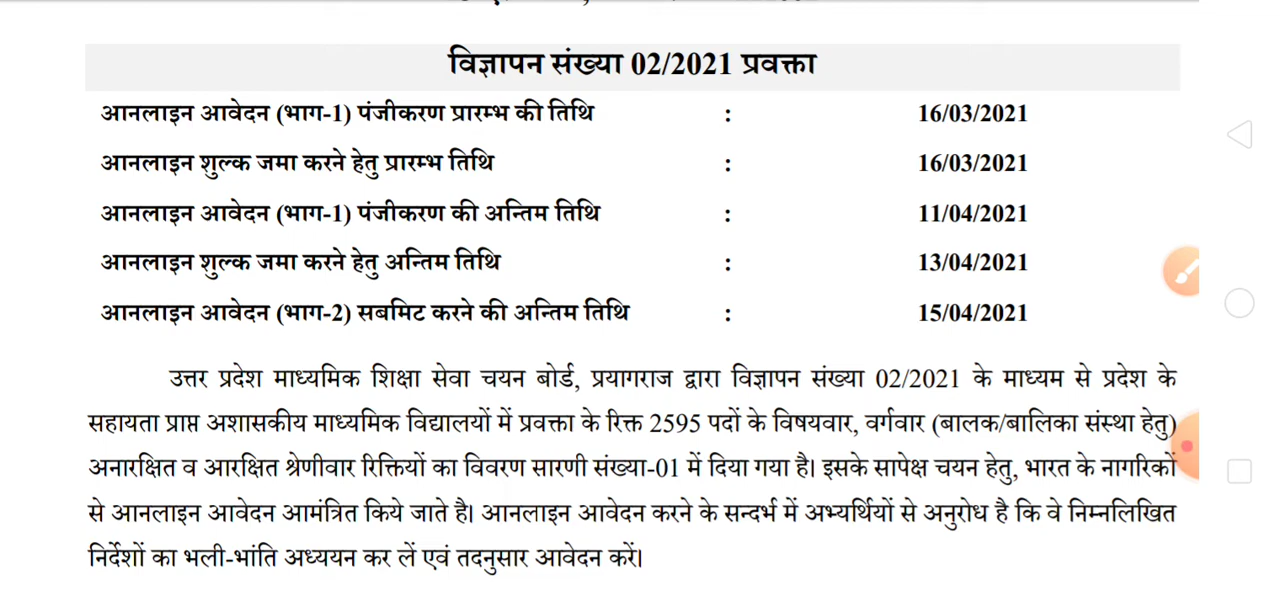 विज्ञापन संख्या 02/2021 प्रवक्ता
आनलाइन आवेदन (भाग-1) पंजीकरण प्रारम्भ की तिथि : 16/03/2021
आनलाइन शुल्क जमा करने हेतु प्रारम्भ तिथि : 16/03/2021
आनलाइन आवेदन (भाग-1) पंजीकरण की अन्तिम तिथि : 11/04/2021
आनलाइन शुल्क जमा करने हेतु अन्तिम तिथि : 13/04/2021
आनलाइन आवेदन (भाग-2) सबमिट करने की अन्तिम तिथि : 15/04/2021
उत्तर प्रदेश माध्यमिक शिक्षा सेवा चयन बोर्ड, प्रयागराज द्वारा विज्ञापन संख्या 02/2021 के माध्यम से प्रदेश के
सहायता प्राप्त अशासकीय माध्यमिक विद्यालयों में प्रवक्ता के रिक्त 2595 पदों के विषयवार, वर्गवार (बालक/बालिका संस्था हेतु)
अनारक्षित व आरक्षित श्रेणीवार रिक्तियों का विवरण सारणी संख्या-01 में दिया गया है। इसके सापेक्ष चयन हेतु, भारत के नागरिकों
से आनलाइन आवेदन आमंत्रित किये जाते है। आनलाइन आवेदन करने के सन्दर्भ में अभ्यर्थियों से अनुरोध है कि वे निम्नलिखित
निर्देशों का भली-भांति अध्ययन कर लें एवं तदनुसार आवेदन करें।